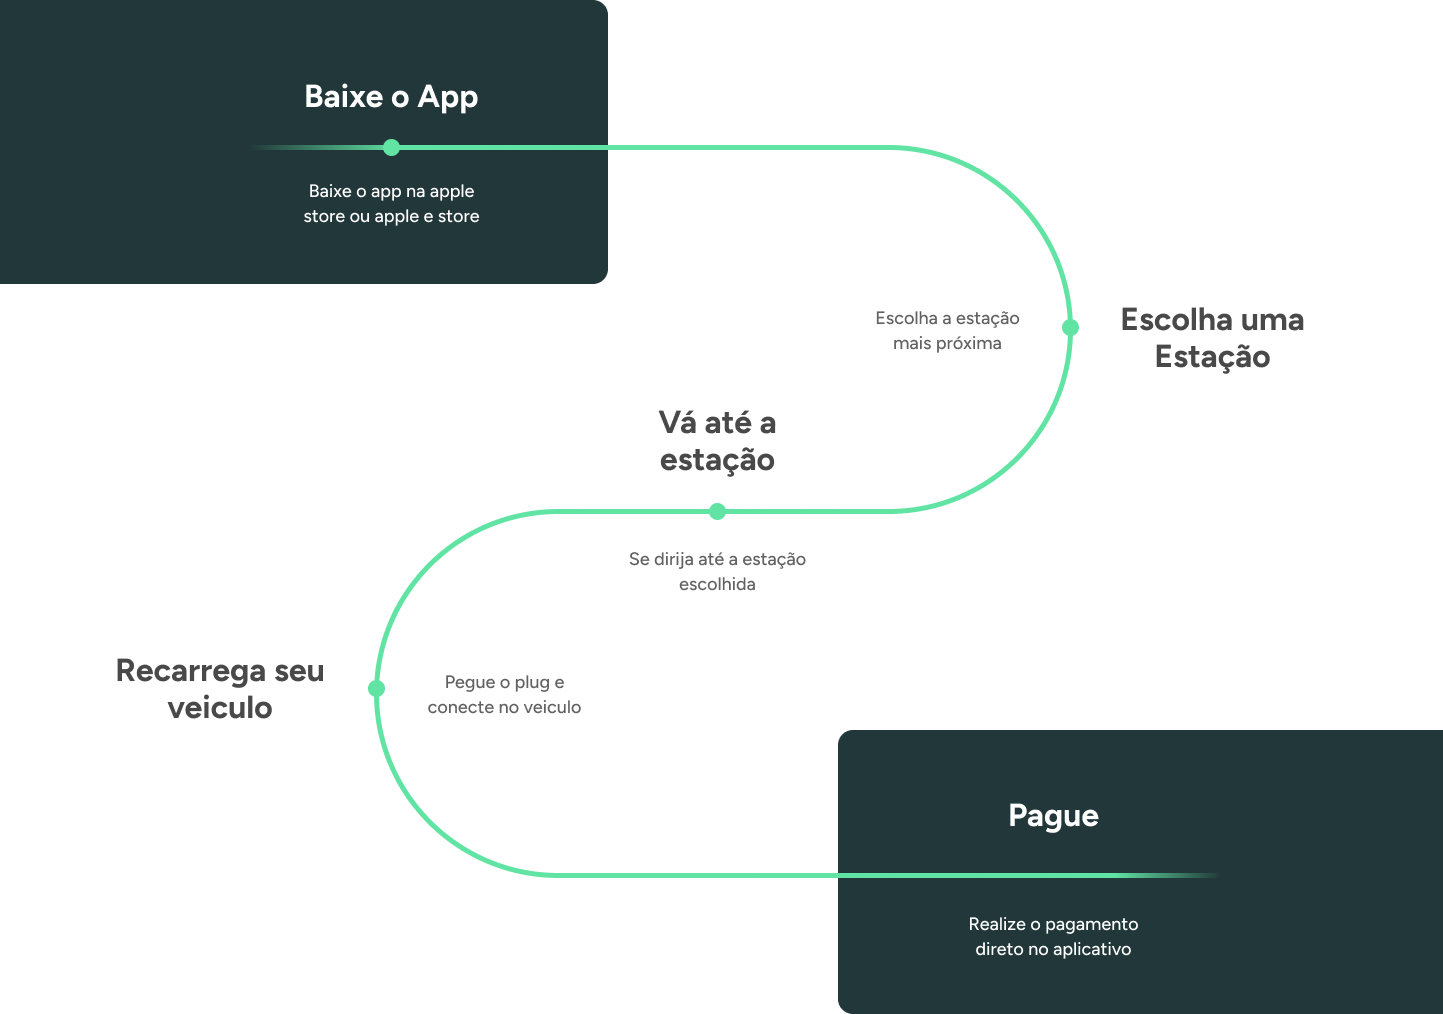 Baixe o App
Baixe o app na apple
store ou apple e store
Escolha uma
Estação
Escolha a estação
mais próxima
Vá até a
estação
Se dirija até a estação
escolhida
Recarrega seu
veiculo
Pegue o plug e
conecte no veiculo
Pague
Realize o pagamento
direto no aplicativo